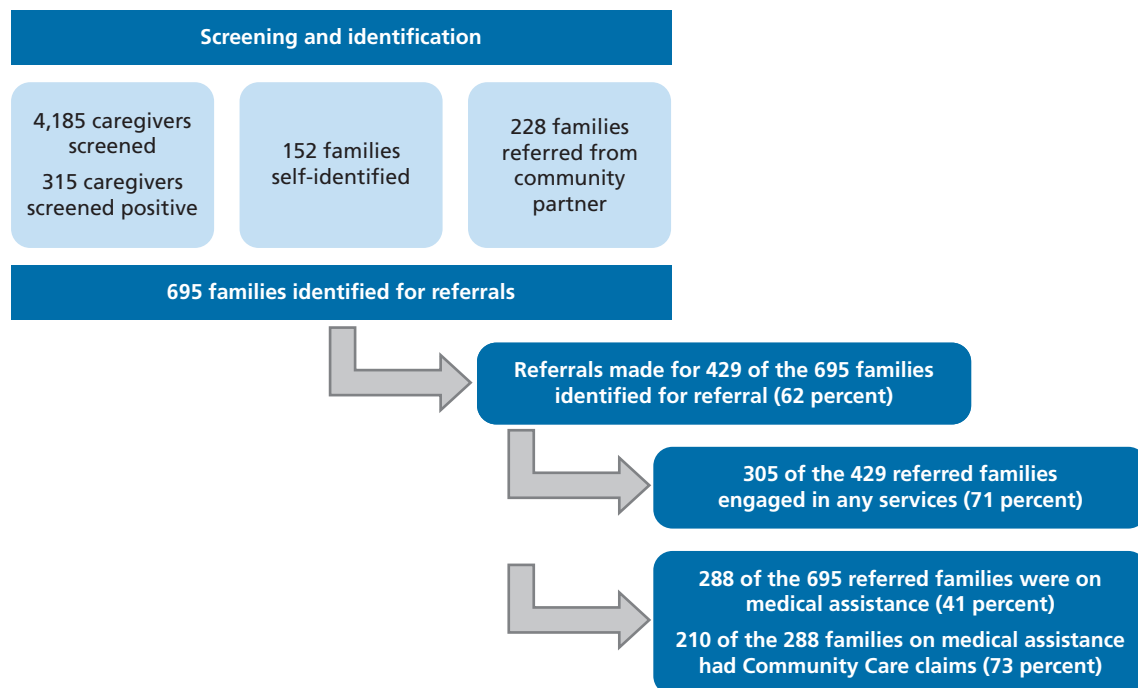 Screening and identification
4,185 caregivers
screened
315 caregivers
screened positive
152 families
self-identified
228 families
referred from
community
partner
695 families identified for referrals
Referrals made for 429 of the 695 families
identified for referral (62 percent)
305 of the 429 referred families
engaged in any services (71 percent)
288 of the 695 referred families were on
medical assistance (41 percent)
210 of the 288 families on medical assistance
had Community Care claims (73 percent)